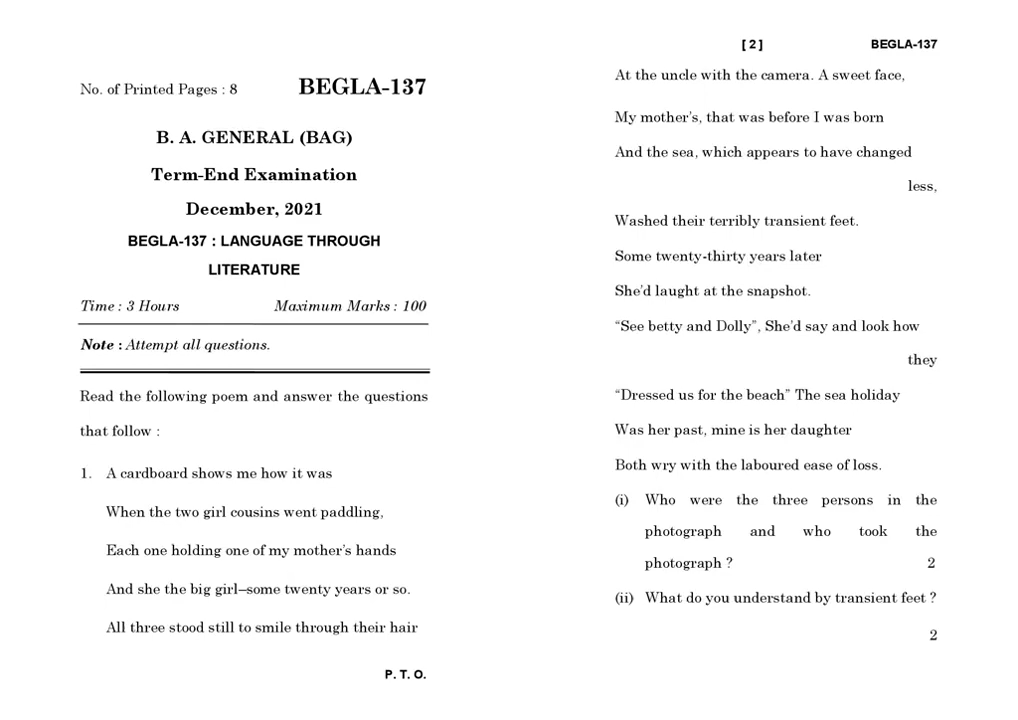 No. of Printed Pages : 8 BEGLA-137
B. A. GENERAL (BAG)
Term-End Examination
December, 2021
BEGLA-137 : LANGUAGE THROUGH
LITERATURE
Time : 3 Hours Maximum Marks : 100
Note : Attempt all questions.
Read the following poem and answer the questions
that follow :
1. A cardboard shows me how it was
When the two girl cousins went paddling,
Each one holding one of my mother's hands
And she the big girl–some twenty years or so.
All three stood still to smile through their hair
P. T. O.
[ 2 ] BEGLA-137
At the uncle with the camera. A sweet face,
My mother's, that was before I was born
And the sea, which appears to have changed
less,
Washed their terribly transient feet.
Some twenty-thirty years later
She'd laught at the snapshot.
“See betty and Dolly”, She'd say and look how
they
“Dressed us for the beach” The sea holiday
Was her past, mine is her daughter
Both wry with the laboured ease of loss.
(i) Who were the three persons in the
photograph and who took the
photograph ? 2
(ii) What do you understand by transient feet ?
2